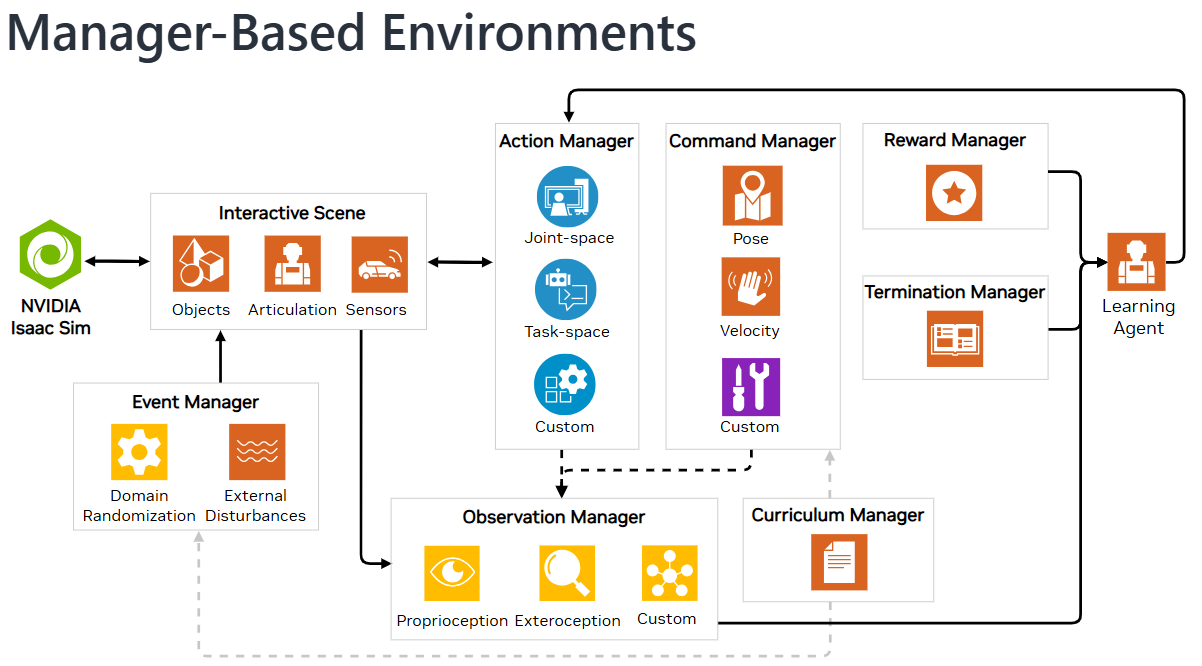 Manager-Based Environments
NVIDIA
Isaac Sim
Interactive Scene
Objects
Articulation
Sensors
Event Manager
Domain
Randomization
External
Disturbances
Action Manager
Joint-space
Task-space
Custom
Command Manager
Pose
Velocity
Custom
Reward Manager
Termination Manager
Learning
Agent
Observation Manager
Proprioception
Exteroception
Custom
Curriculum Manager